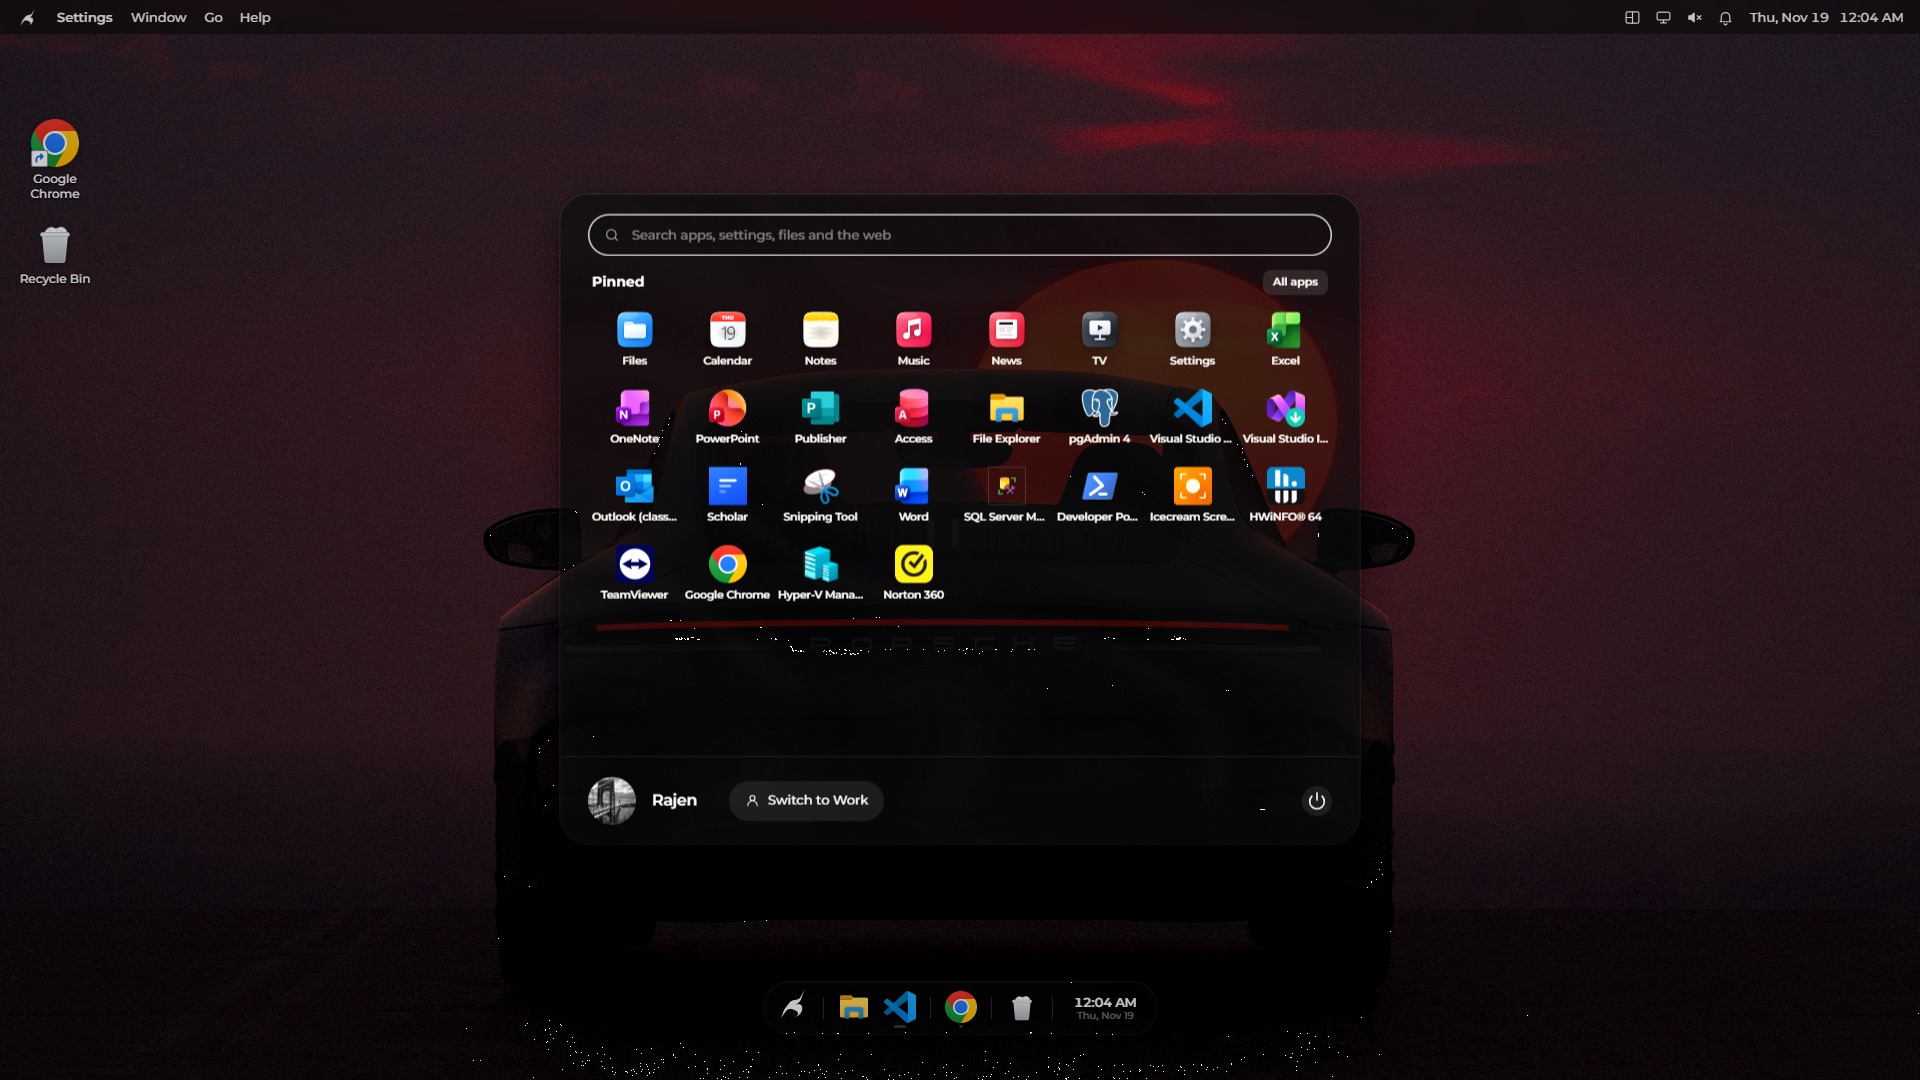 Settings Window Go Help
Thu, Nov 19 12:04 AM
Google
Chrome
Recycle Bin
Search apps, settings, files and the web
Pinned
All apps
THU
19
Files Calendar Notes Music News TV Settings Excel
OneNote PowerPoint Publisher Access File Explorer pgAdmin 4 Visual Studio ... Visual Studio I...
Outlook (class... Scholar Snipping Tool Word SQL Server M... Developer Po... Icecream Scre... HWiNFO® 64
TeamViewer Google Chrome Hyper-V Mana... Norton 360
PORSCHE
Rajen
Switch to Work
12:04 AM
Thu, Nov 19